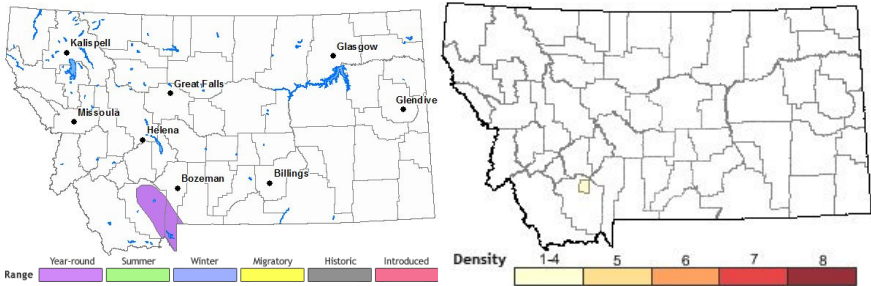 Kalispell
Glasgow
Great Falls
Glendive
Missoula
Helena
Bozeman
Billings
Year-round Summer Winter Migratory Historic Introduced
Range
Density 1-4 5 6 7 8